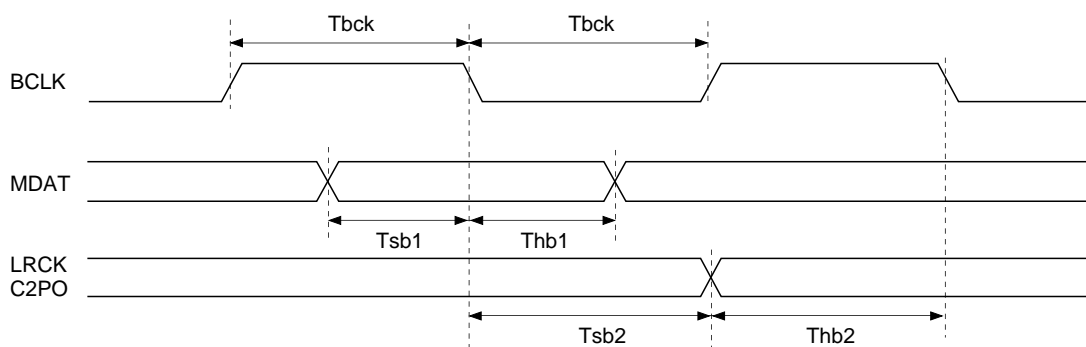 Tbck Tbck
BCLK
MDAT
Tsb1 Thb1
LRCK
C2PO
Tsb2 Thb2